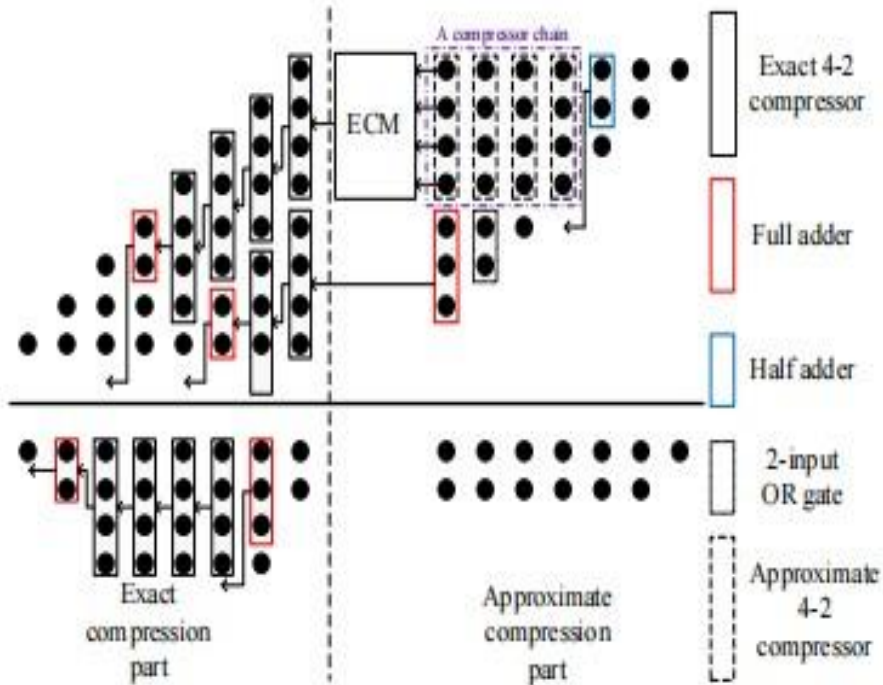 A compressor chain
ECM
Exact 4-2
compressor
Full adder
Half adder
2-input
OR gate
Approximate
4-2
compressor
Exact
compression
part
Approximate
compression
part